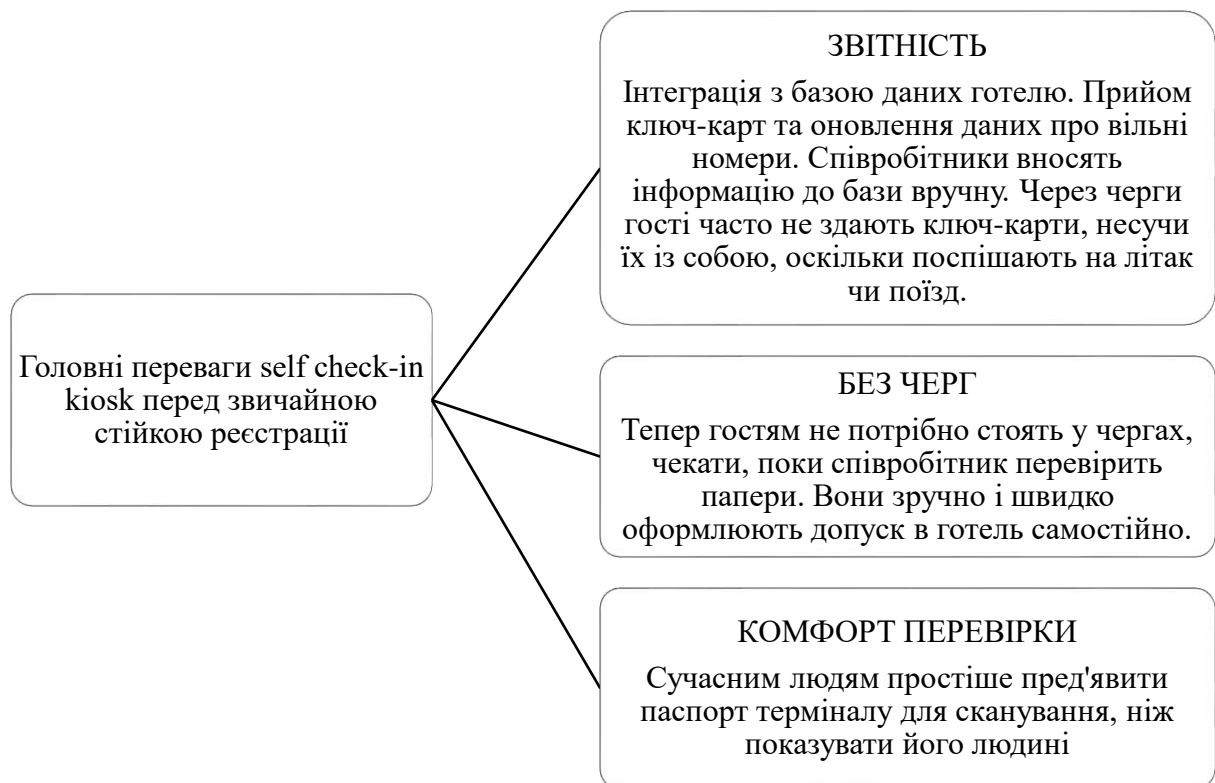 Головні переваги self check-in
kiosk перед звичайною
стійкою реєстрації
ЗВІТНІСТЬ
Інтеграція з базою даних готелю. Прийом
ключ-карт та оновлення даних про вільні
номери. Співробітники вносять
інформацію до бази вручну. Через черги
гості часто не здають ключ-карти, несучи
їх із собою, оскільки поспішають на літак
чи поїзд.
БЕЗ ЧЕРГ
Тепер гостям не потрібно стоять у чергах,
чекати, поки співробітник перевірить
папери. Вони зручно і швидко
оформлюють допуск в готель самостійно.
КОМФОРТ ПЕРЕВІРКИ
Сучасним людям простіше пред'явити
паспорт терміналу для сканування, ніж
показувати його людині